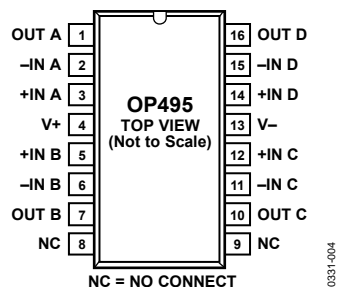 OUT A 1 16 OUT D
–IN A 2 15 –IN D
+IN A 3 14 +IN D
V+ 4 13 V–
+IN B 5 12 +IN C
–IN B 6 11 –IN C
OUT B 7 10 OUT C
NC 8 9 NC
OP495
TOP VIEW
(Not to Scale)
NC = NO CONNECT
0331-004